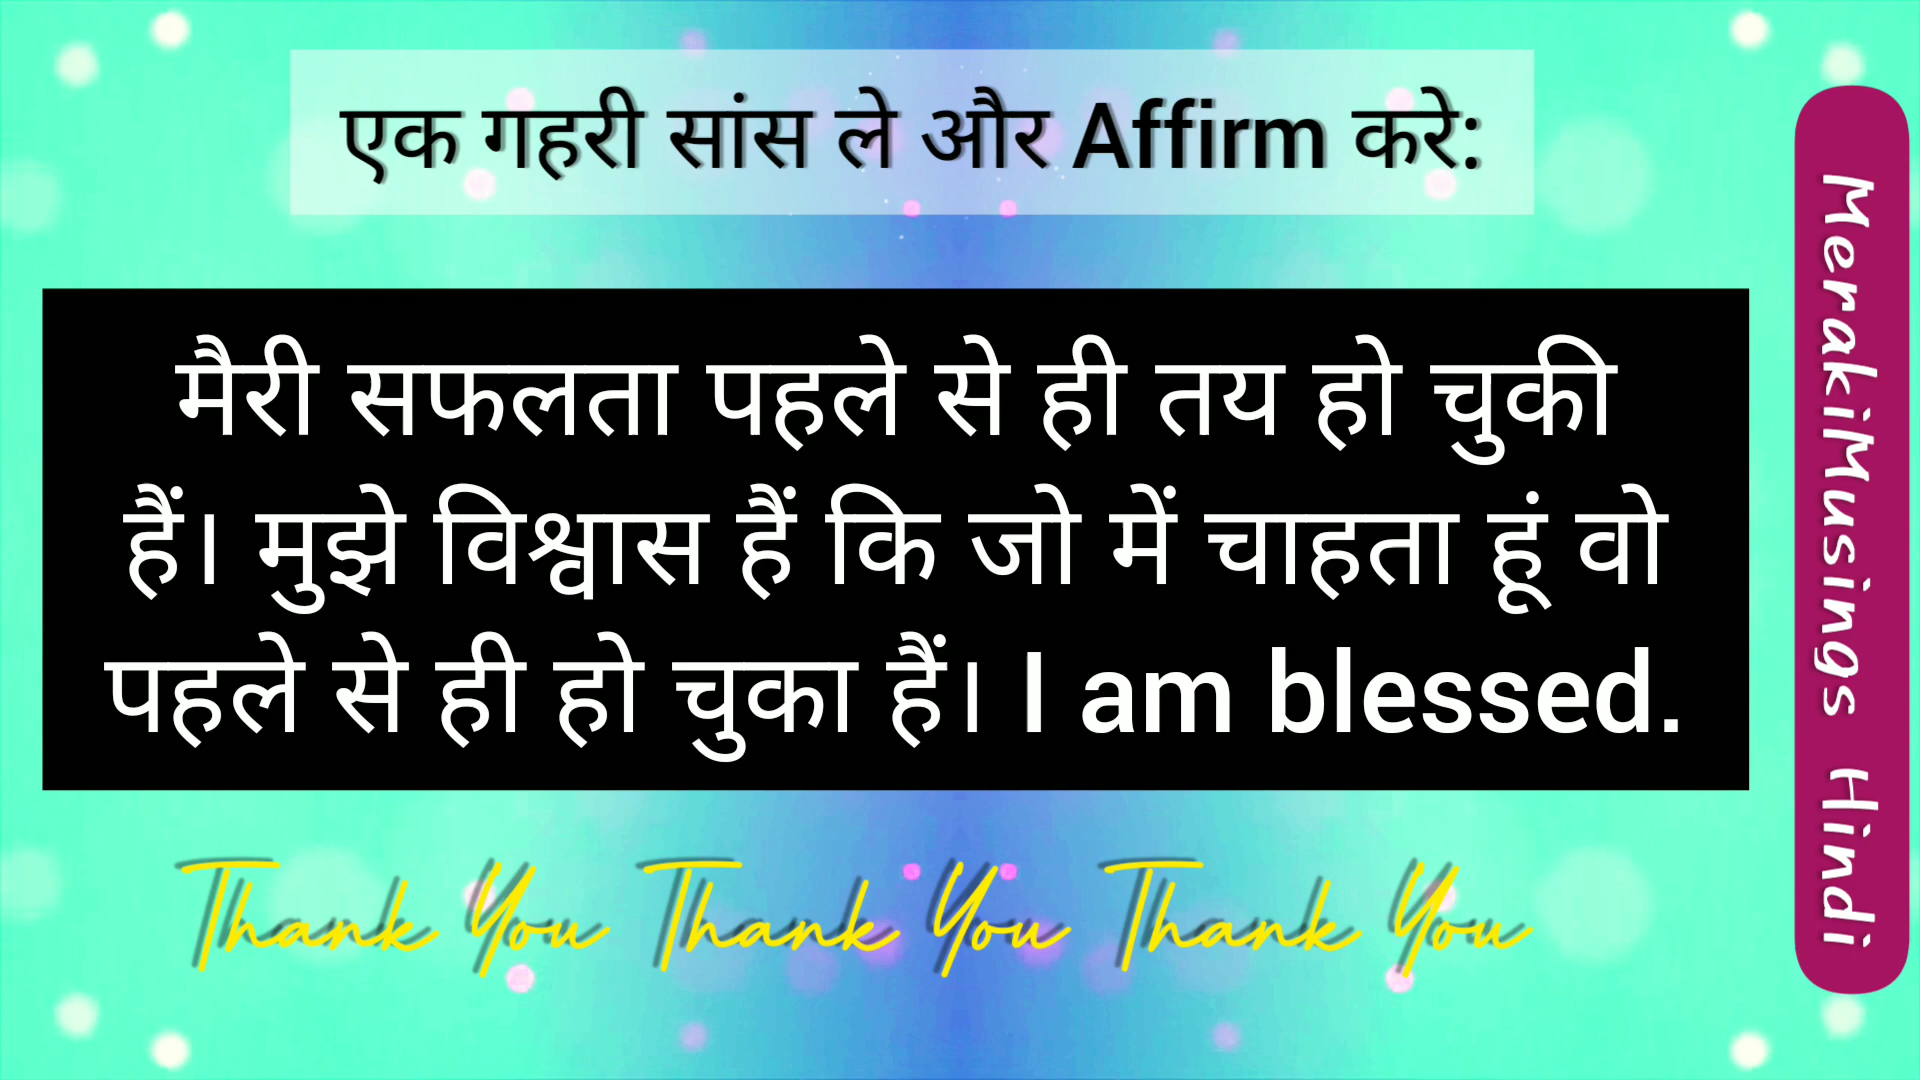 एक गहरी सांस ले और Affirm करे:
मैरी सफलता पहले से ही तय हो चुकी
हैं। मुझे विश्वास हैं कि जो में चाहता हूं वो
पहले से ही हो चुका हैं। I am blessed.
Thank You Thank You Thank You
MerakiMusings Hindi